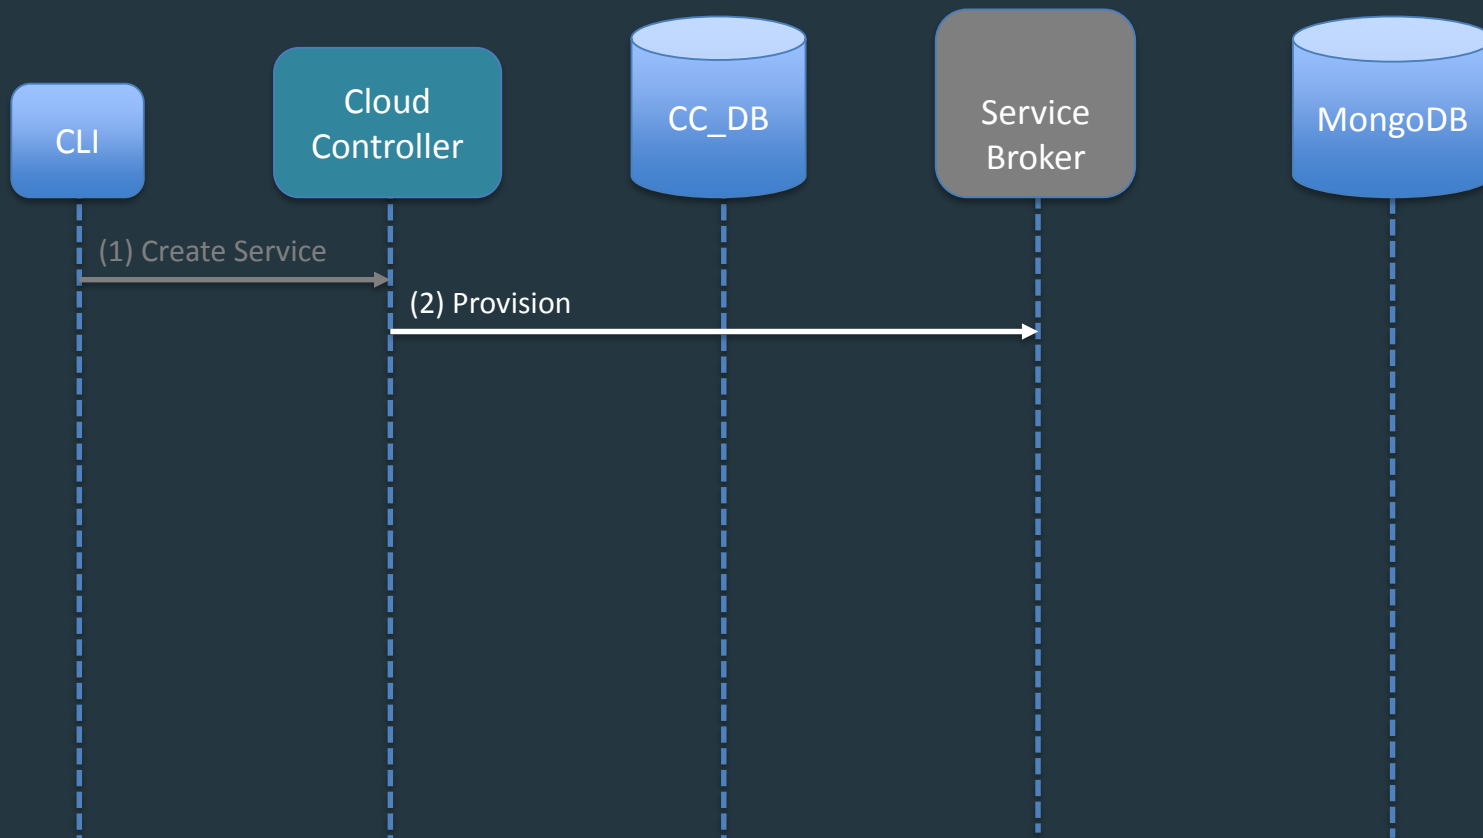 CLI
Cloud
Controller
CC_DB
Service
Broker
MongoDB
(1) Create Service
(2) Provision